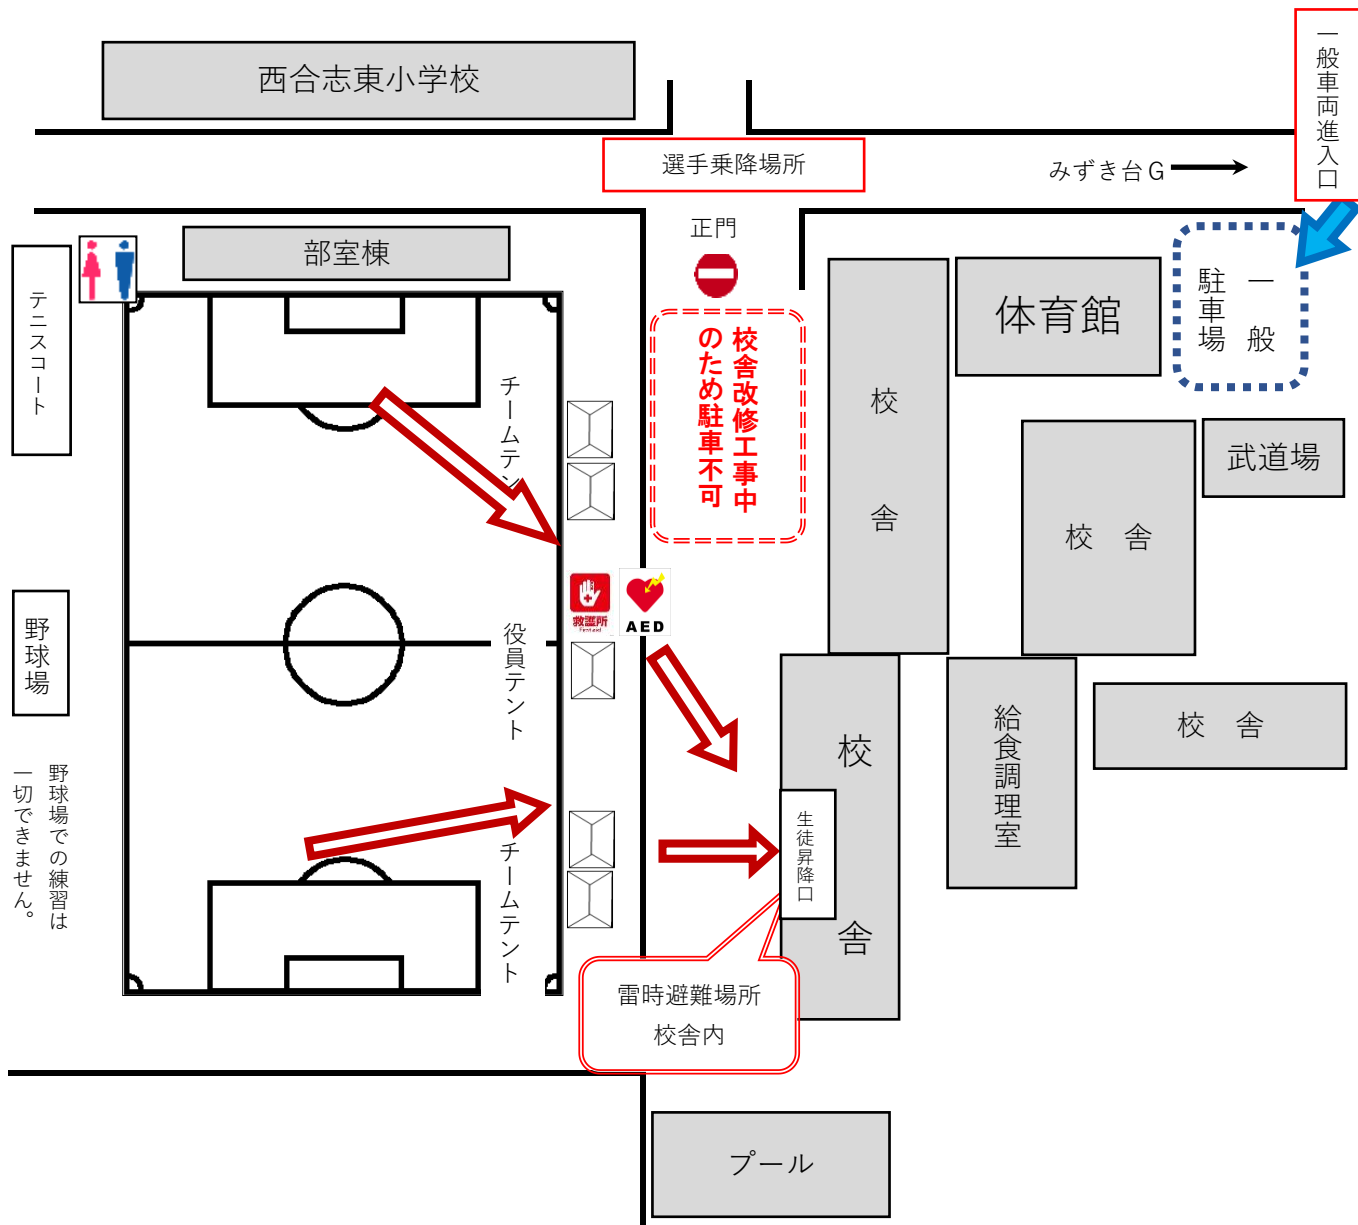 西合志東小学校
一般車両進入口
選手乗降場所
みずき台G
正門
部室棟
テニスコート
校舎改修工事中
のため駐車不可
校舎
体育館
一般
駐車場
武道場
校 舎
チームテン
救護所
First aid
AED
役員テント
野球場
野球場での練習は
一切できません。
チームテント
校舎
生徒昇降口
給食調理室
校 舎
雷時避難場所
校舎内
プール